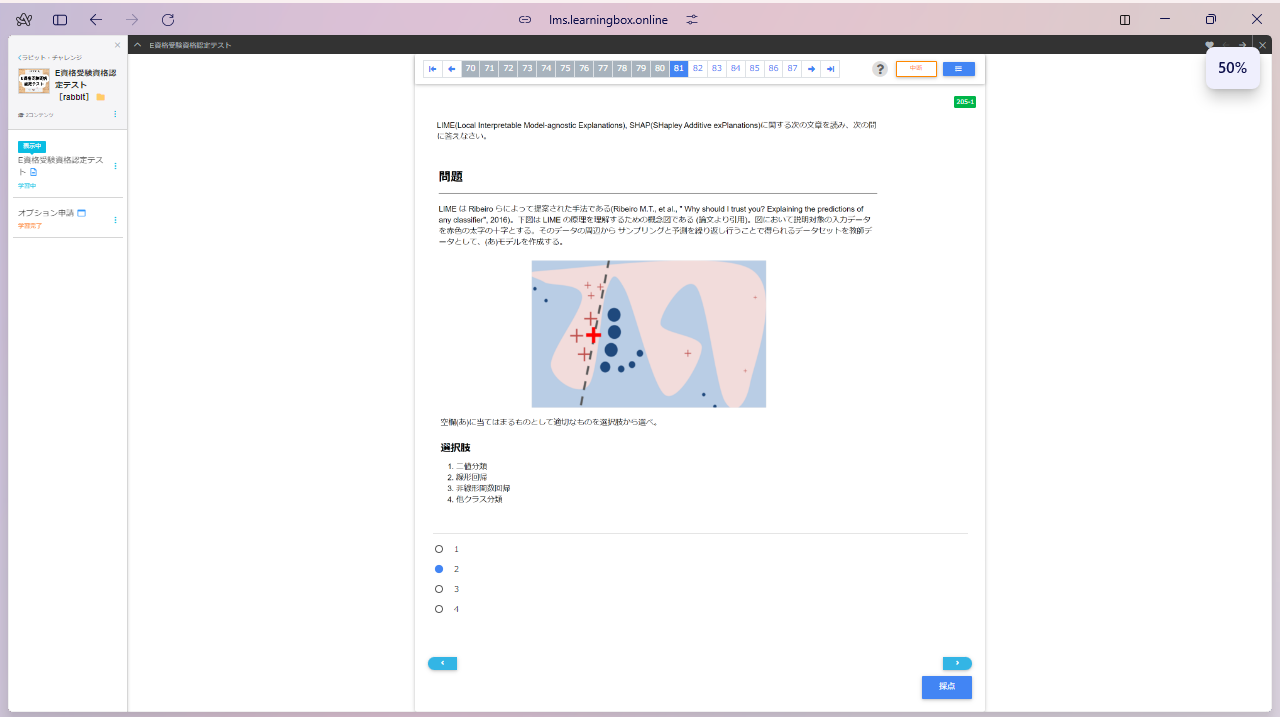 lms.learningbox.online
50%
くラビット・チャレンジ
E資格受験資格認定テスト [rabbit]
2コンテンツ
表示中
E資格受験資格認定テスト
学習中
オプション申請
学習完了
E資格受験資格認定テスト
70 71 72 73 74 75 76 77 78 79 80 81 82 83 84 85 86 87
?
中断
205-1
LIME(Local Interpretable Model-agnostic Explanations), SHAP(SHapley Additive exPlanations)に関する次の文章を読み、次の問
に答えなさい。
問題
LIME は Ribeiro らによって提案された手法である(Ribeiro M.T., et al., " Why should I trust you? Explaining the predictions of
any classifier", 2016)。下図は LIME の原理を理解するための概念図である (論文より引用)。図において説明対象の入力データ
を赤色の太字の十字とする。そのデータの周辺から サンプリングと予測を繰り返し行うことで得られるデータセットを教師デ
ータとして、(あ)モデルを作成する。
空欄(あ)に当てはまるものとして適切なものを選択肢から選べ。
選択肢
1. 二値分類
2. 線形回帰
3. 非線形関数回帰
4. 他クラス分類
1
2
3
4
採点